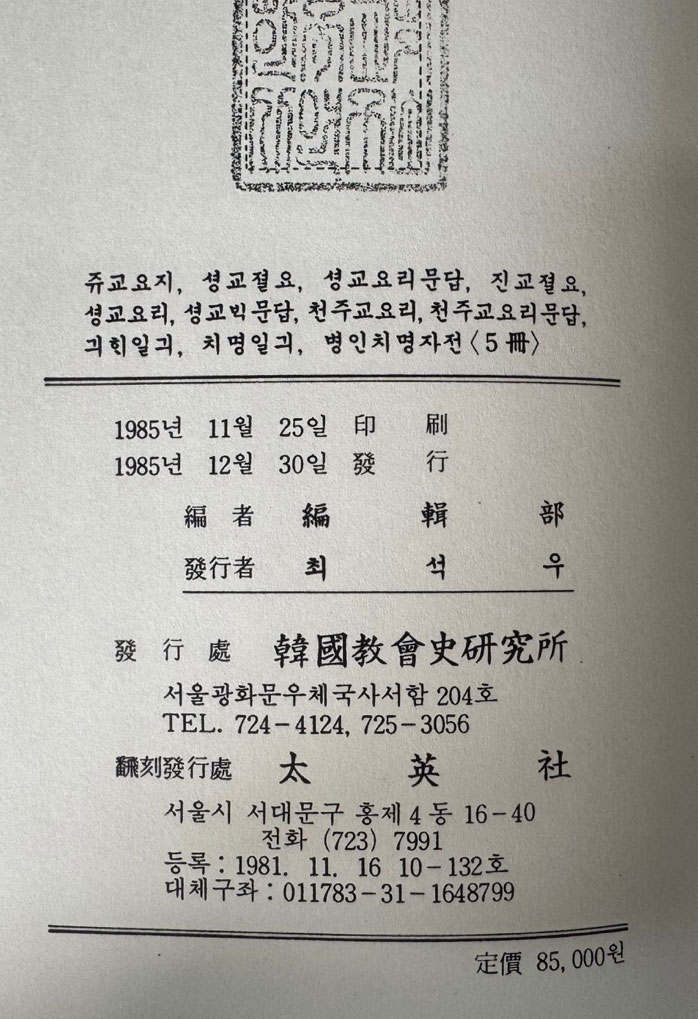 쥬교요지, 셩교졀요, 셩교요리문답, 진교졀요,
셩교요리, 셩교빅문답, 천주교요리, 천주교요리문답,
긔힉일긔, 치명일긔, 병인치명자전〈5冊〉
1985년 11월 25일 印 刷
1985년 12월 30일 發 行
編 者 編 輯 部
發行者 최 석 우
發 行 處 韓國教會史研究所
서울광화문우체국사서함 204호
TEL. 724-4124, 725-3056
飜刻發行處 太 英 社
서울시 서대문구 홍제4동 16-40
전화 (723) 7991
등록 : 1981. 11. 16 10-132호
대체구좌 : 011783-31-1648799
定價 85,000원